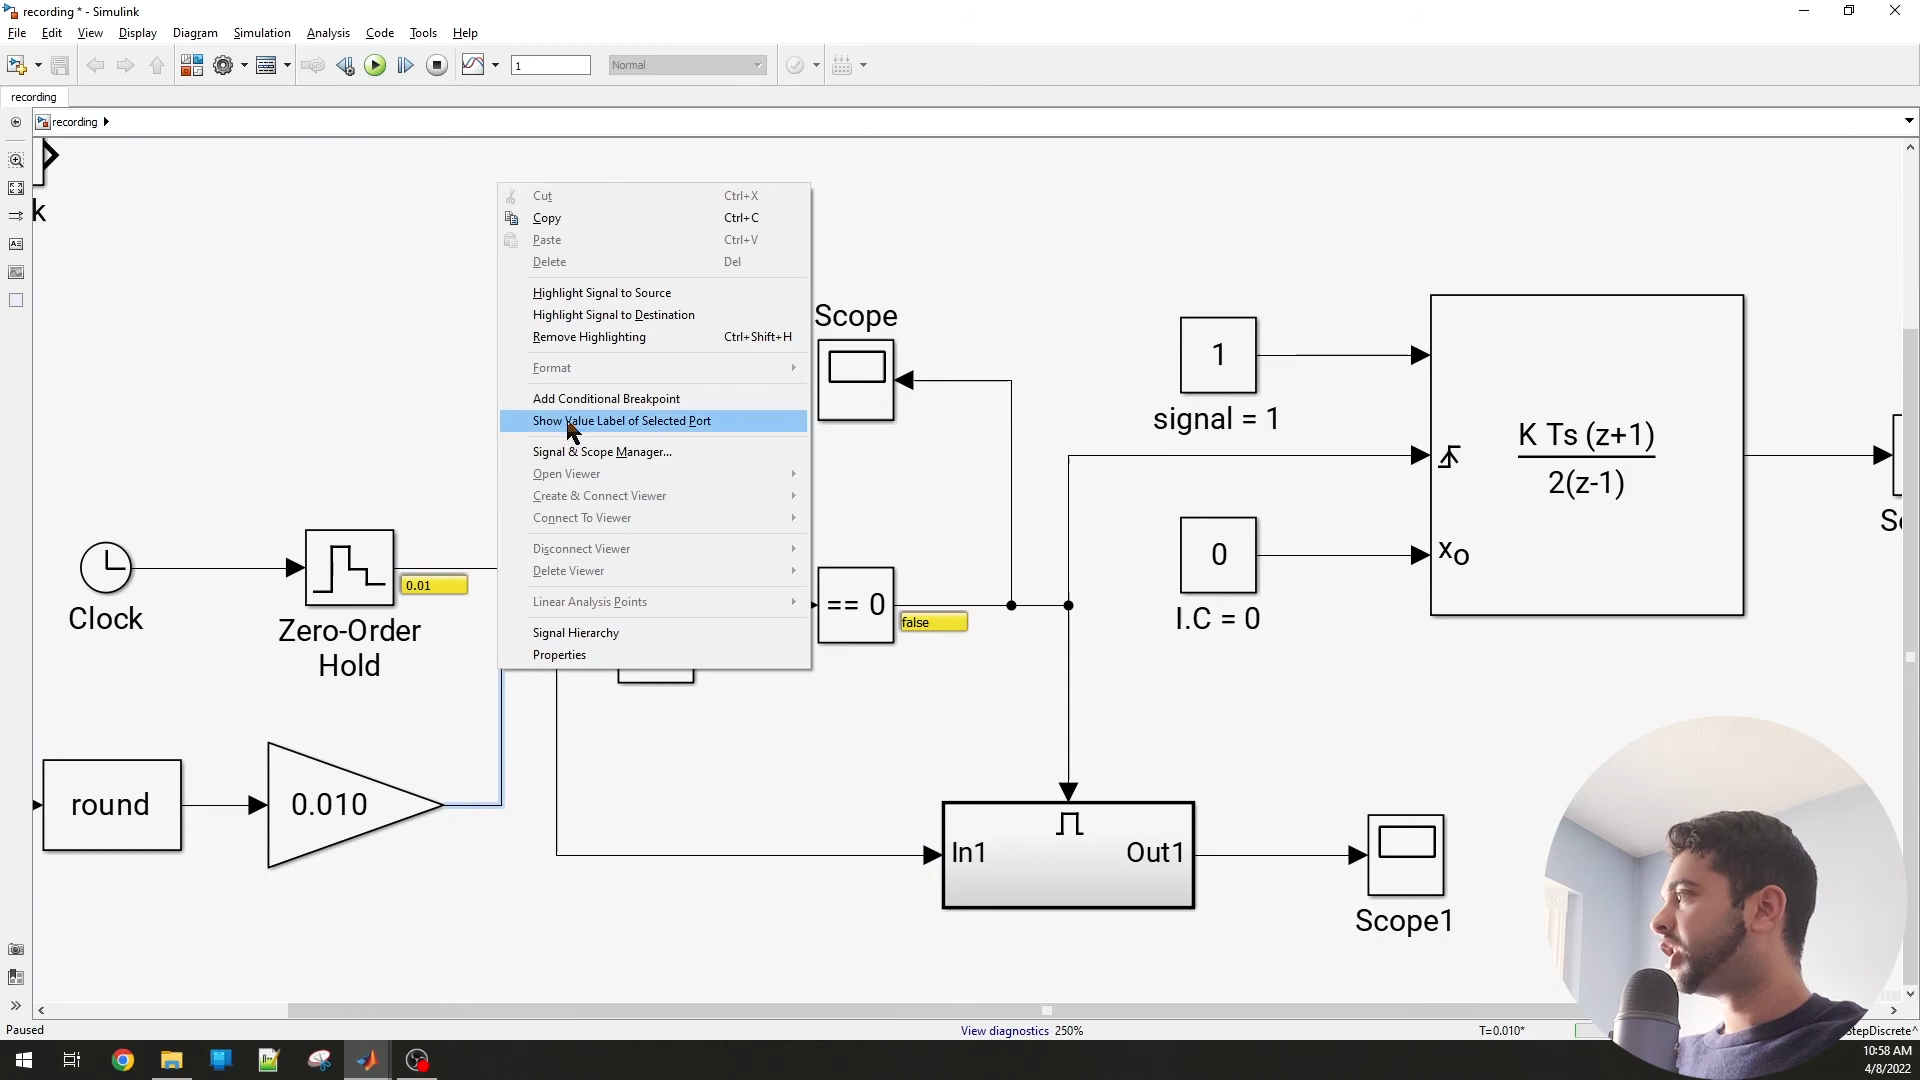 recording * - Simulink
File Edit View Display Diagram Simulation Analysis Code Tools Help
1 Normal
recording
recording
k
Cut Ctrl+X
Copy Ctrl+C
Paste Ctrl+V
Delete Del
Highlight Signal to Source
Highlight Signal to Destination
Remove Highlighting Ctrl+Shift+H
Format
Add Conditional Breakpoint
Show Value Label of Selected Port
Signal & Scope Manager...
Open Viewer
Create & Connect Viewer
Connect To Viewer
Disconnect Viewer
Delete Viewer
Linear Analysis Points
Signal Hierarchy
Properties
Scope
1
signal = 1
K Ts (z+1)
2(z-1)
xo
0
I.C = 0
Clock
Zero-Order
Hold
0.01
== 0
false
round
0.010
In1 Out1
Scope1
Paused
View diagnostics 250%
T=0.010*
StepDiscrete
10:58 AM
4/8/2022